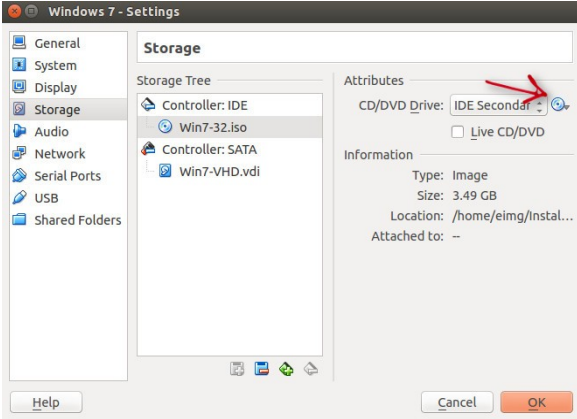 Windows 7 - Settings
General
System
Display
Storage
Audio
Network
Serial Ports
USB
Shared Folders
Storage
Storage Tree
Controller: IDE
Win7-32.iso
Controller: SATA
Win7-VHD.vdi
Attributes
CD/DVD Drive: IDE Secondar
Live CD/DVD
Information
Type: Image
Size: 3.49 GB
Location: /home/eimg/Instal...
Attached to: --
Help
Cancel
OK